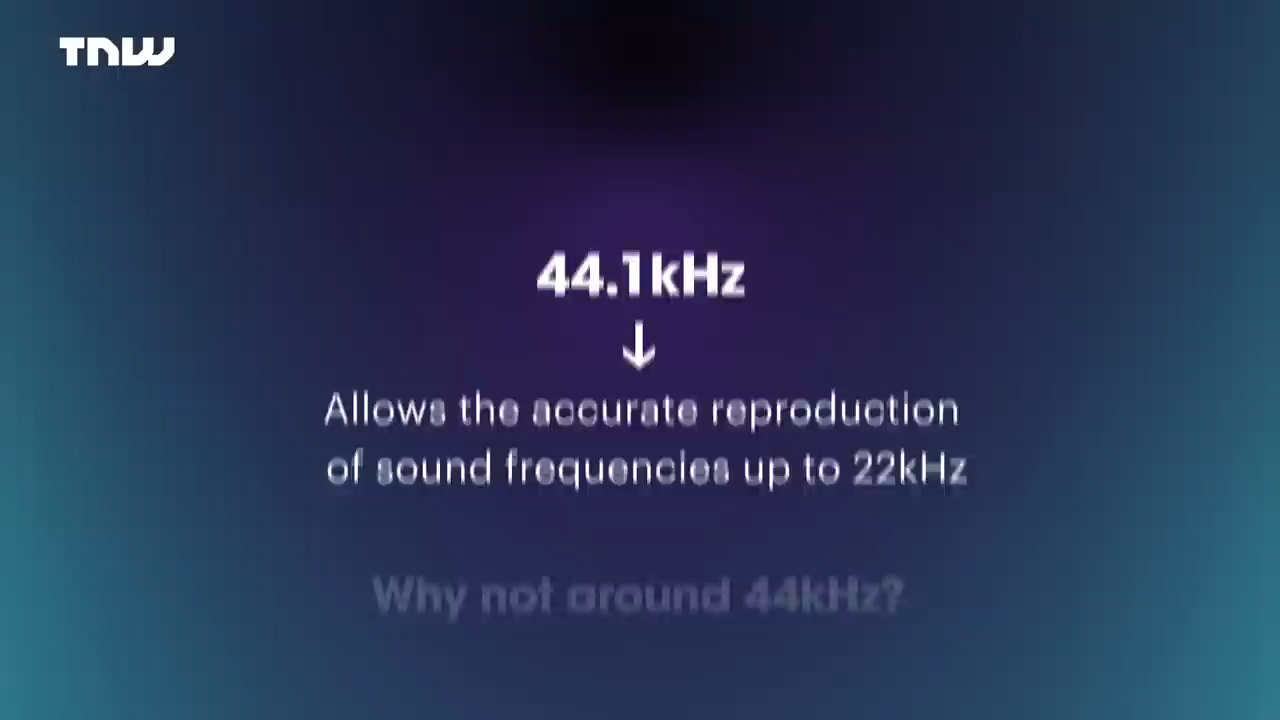 TNW
44.1kHz
↓
Allows the accurate reproduction
of sound frequencies up to 22kHz
Why not around 44kHz?